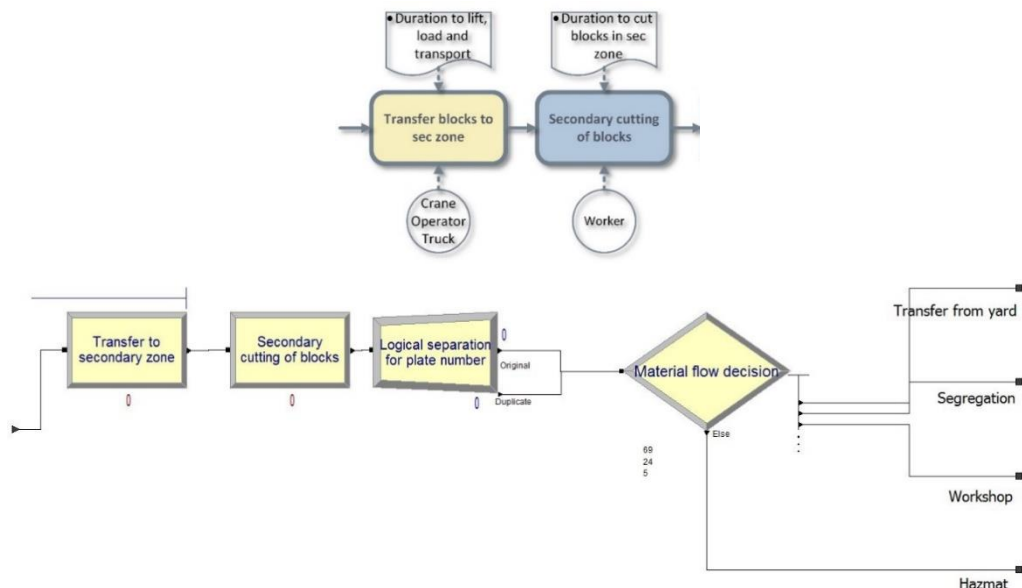 •Duration to lift,
load and
transport
•Duration to cut
blocks in sec
zone
Transfer blocks to
sec zone
Secondary cutting
of blocks
Crane
Operator
Truck
Worker
Transfer to
secondary zone
0
Secondary
cutting of blocks
0
Logical separation
for plate number
0
Original
0
Duplicate
Material flow decision
Else
69
24
5
Transfer from yard
Segregation
Workshop
Hazmat